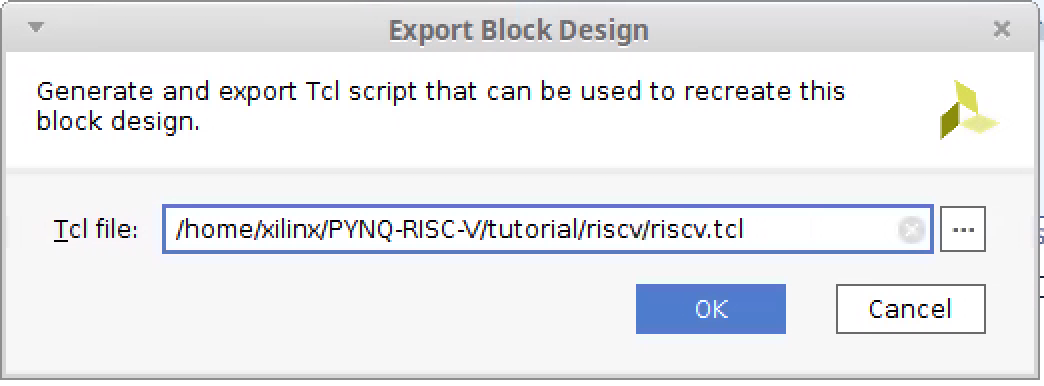 Export Block Design
Generate and export Tcl script that can be used to recreate this
block design.
Tcl file: /home/xilinx/PYNQ-RISC-V/tutorial/riscv/riscv.tcl ...
OK Cancel